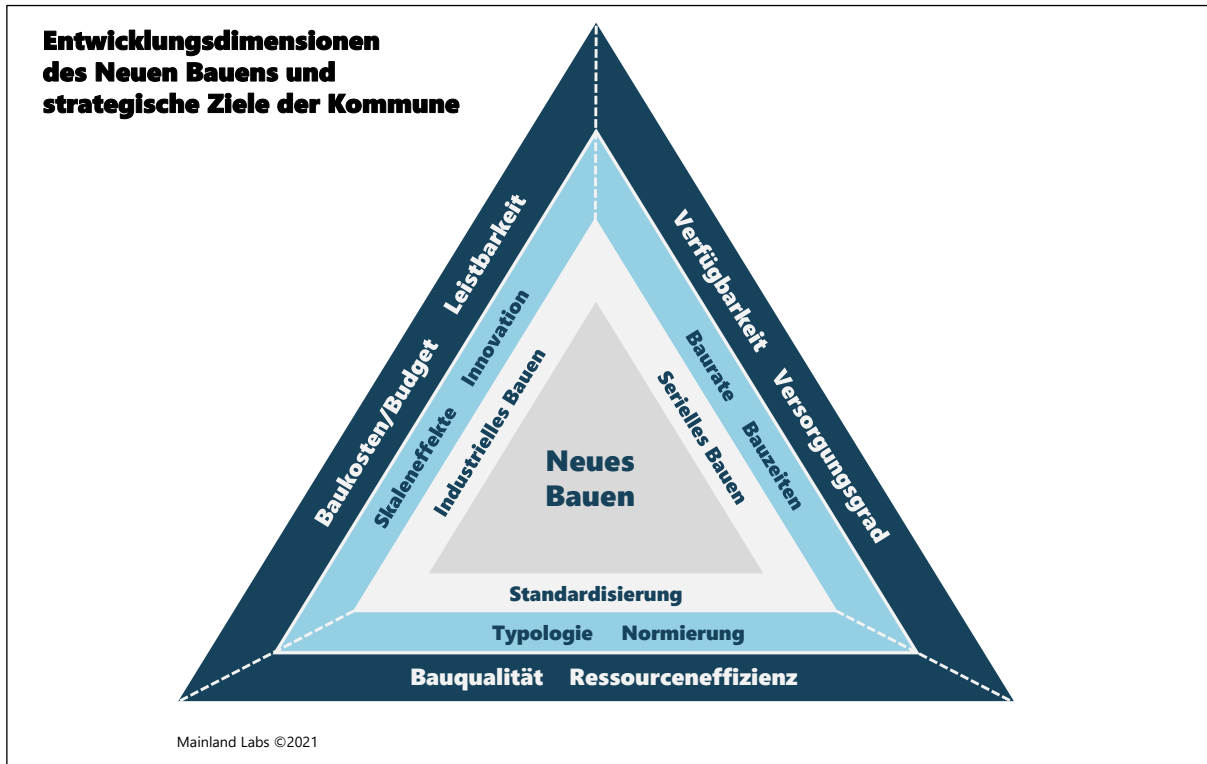 Entwicklungsdimensionen
des Neuen Bauens und
strategische Ziele der Kommune
Baukosten/Budget Leistbarkeit
Verfügbarkeit Versorgungsgrad
Skaleneffekte Innovation
Baurate Bauzeiten
Industrielles Bauen
Serielles Bauen
Neues
Bauen
Standardisierung
Typologie Normierung
Bauqualität Ressourceneffizienz
Mainland Labs ©2021